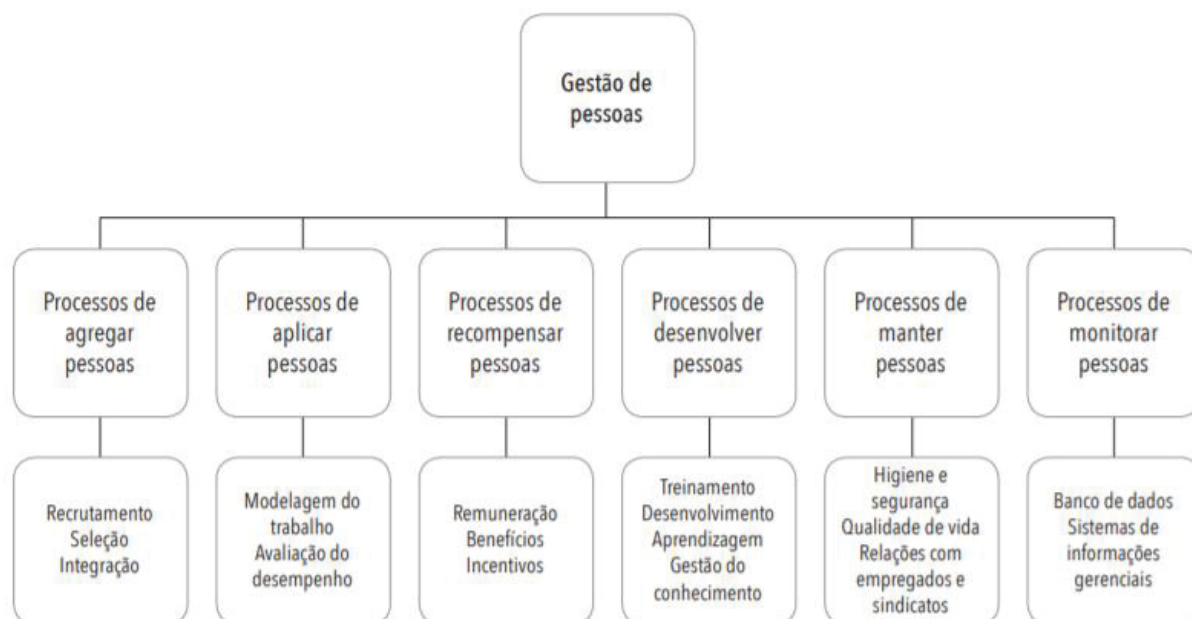 Gestão de
pessoas
Processos de
agregar
pessoas
Processos de
aplicar
pessoas
Processos de
recompensar
pessoas
Processos de
desenvolver
pessoas
Processos de
manter
pessoas
Processos de
monitorar
pessoas
Recrutamento
Seleção
Integração
Modelagem do
trabalho
Avaliação do
desempenho
Remuneração
Benefícios
Incentivos
Treinamento
Desenvolvimento
Aprendizagem
Gestão do
conhecimento
Higiene e
segurança
Qualidade de vida
Relações com
empregados e
sindicatos
Banco de dados
Sistemas de
informações
gerenciais